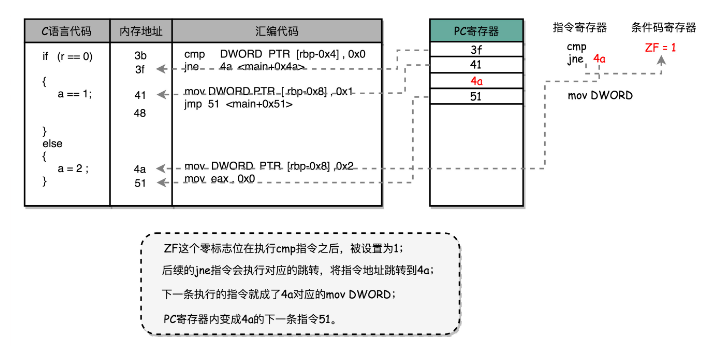 C语言代码 内存地址 汇编代码 PC寄存器 指令寄存器 条件码寄存器
if (r == 0) 3b cmp DWORD PTR [rbp-0x4] , 0x0 3f cmp ZF = 1
3f jne 4a <main+0x4a> 41 jne 4a
{ 4a
a == 1; 41 mov DWORD PTR [ rbp-0x8] , 0x1 51 mov DWORD
48 jmp 51 <main+0x51>
}
else
{
a = 2 ; 4a mov DWORD PTR [rbp-0x8] , 0x2
} 51 mov eax , 0x0
ZF这个零标志位在执行cmp指令之后，被设置为1；
后续的jne指令会执行对应的跳转，将指令地址跳转到4a；
下一条执行的指令就成了4a对应的mov DWORD；
PC寄存器内变成4a的下一条指令51。